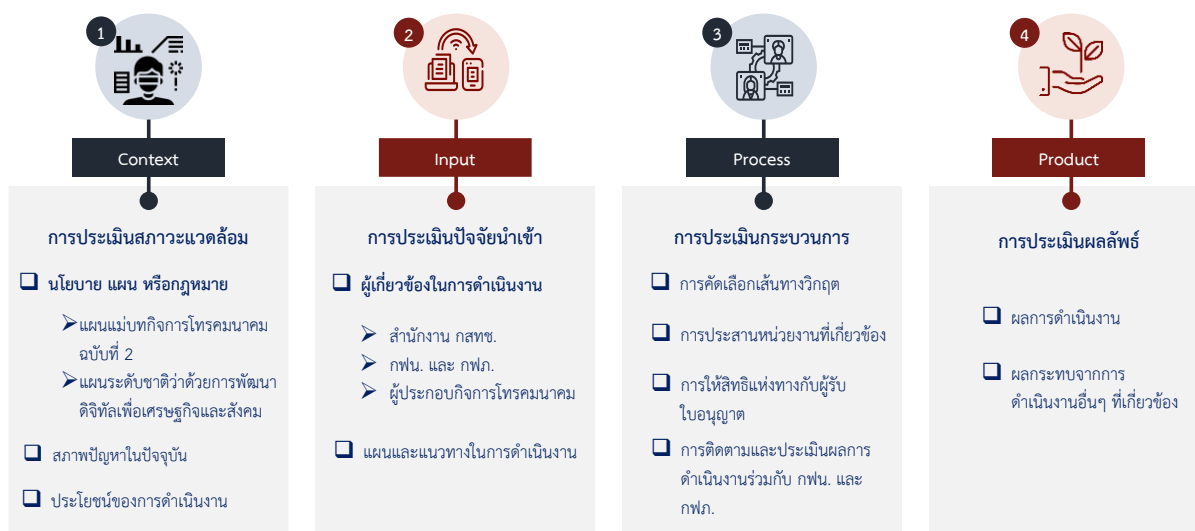 1
Context
การประเมินสภาวะแวดล้อม
นโยบาย แผน หรือกฎหมาย
แผนแม่บทกิจการโทรคมนาคม
ฉบับที่ 2
แผนระดับชาติว่าด้วยการพัฒนา
ดิจิทัลเพื่อเศรษฐกิจและสังคม
สภาพปัญหาในปัจจุบัน
ประโยชน์ของการดำเนินงาน
2
Input
การประเมินปัจจัยนำเข้า
ผู้เกี่ยวข้องในการดำเนินงาน
สำนักงาน กสทช.
กฟน. และ กฟภ.
ผู้ประกอบกิจการโทรคมนาคม
แผนและแนวทางในการดำเนินงาน
3
Process
การประเมินกระบวนการ
การคัดเลือกเส้นทางวิกฤต
การประสานหน่วยงานที่เกี่ยวข้อง
การให้สิทธิแห่งทางกับผู้รับ
ใบอนุญาต
การติดตามและประเมินผลการ
ดำเนินงานร่วมกับ กฟน. และ
กฟภ.
4
Product
การประเมินผลลัพธ์
ผลการดำเนินงาน
ผลกระทบจากการ
ดำเนินงานอื่นๆ ที่เกี่ยวข้อง